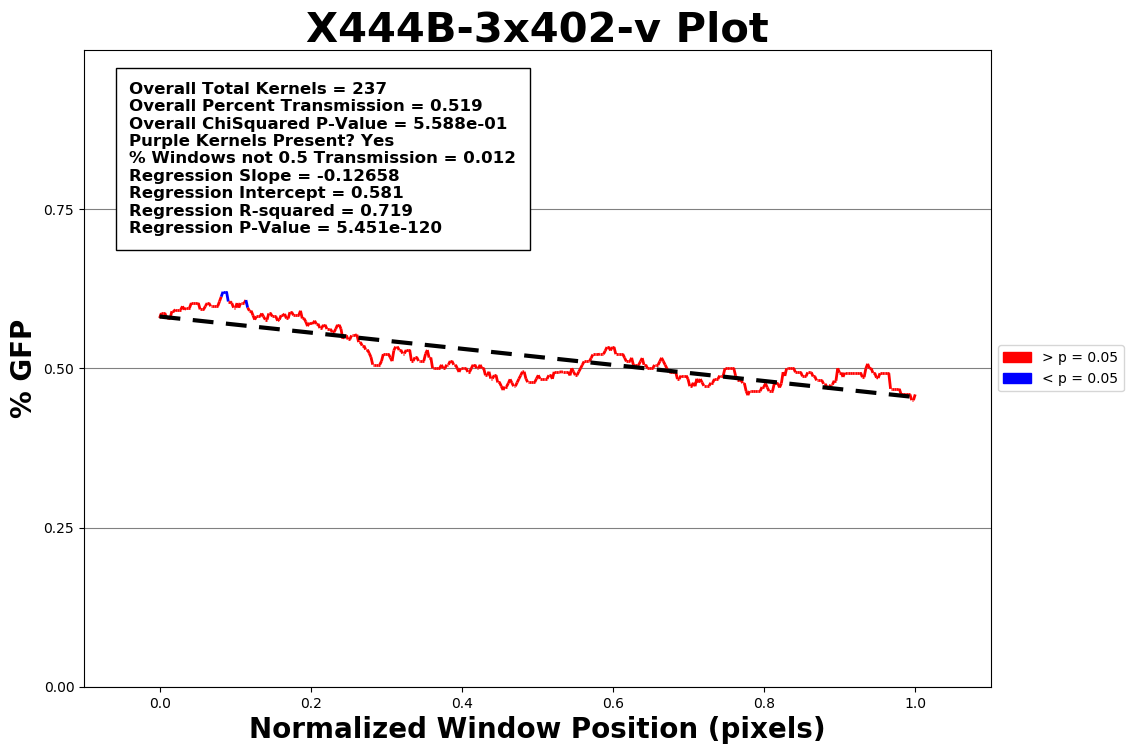 X444B-3x402-v Plot
Overall Total Kernels = 237
Overall Percent Transmission = 0.519
Overall ChiSquared P-Value = 5.588e-01
Purple Kernels Present? Yes
% Windows not 0.5 Transmission = 0.012
Regression Slope = -0.12658
Regression Intercept = 0.581
Regression R-squared = 0.719
Regression P-Value = 5.451e-120
% GFP
0.75
0.50
0.25
0.00
> p = 0.05
< p = 0.05
0.0 0.2 0.4 0.6 0.8 1.0
Normalized Window Position (pixels)